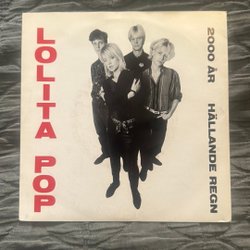 LOLITA POP
2000 ÅR
HÄLLANDE REGN